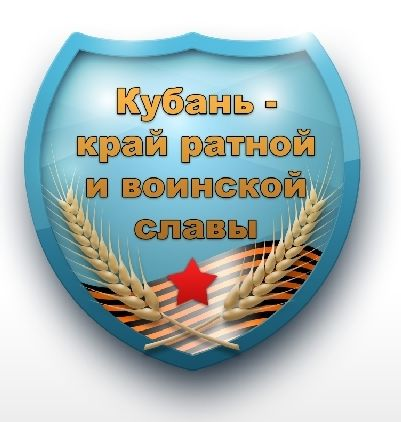 Кубань -
край ратной
и воинской
славы